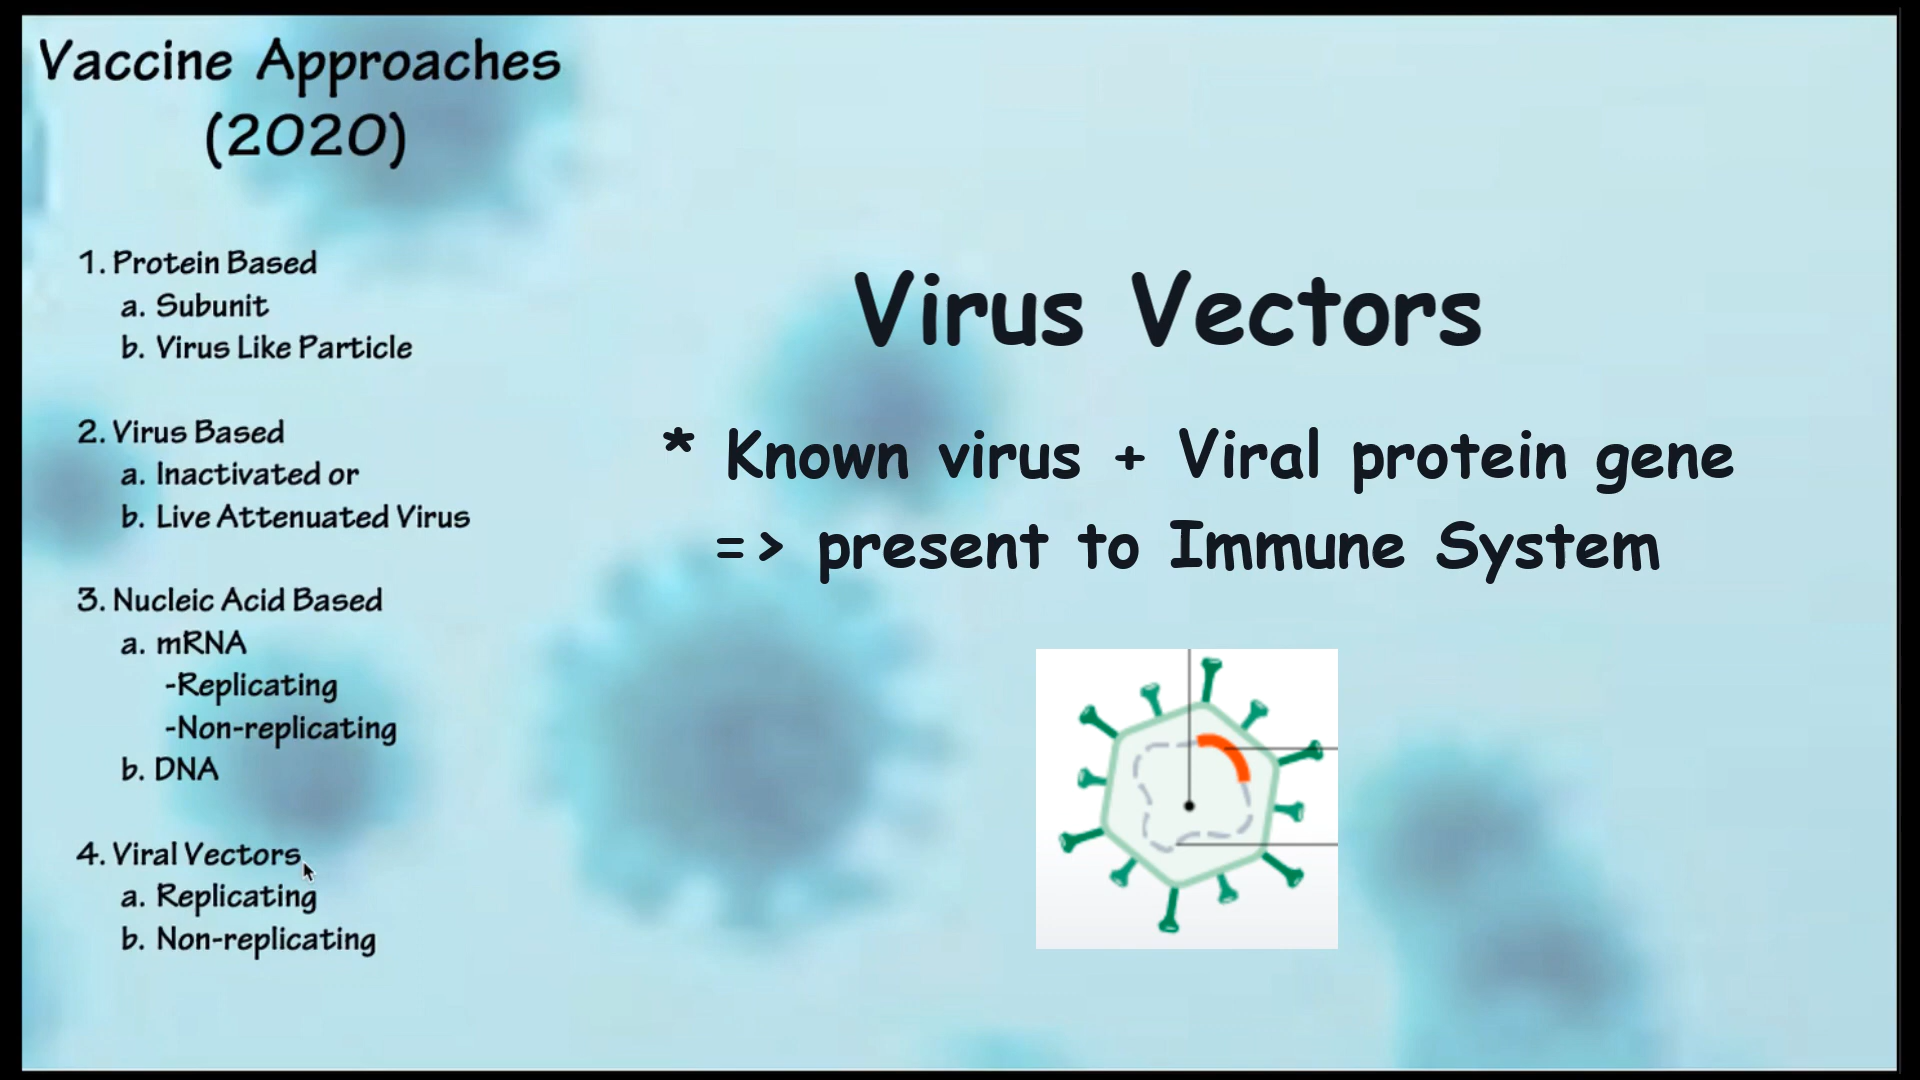 Vaccine Approaches
(2020)
1. Protein Based
a. Subunit
b. Virus Like Particle
2. Virus Based
a. Inactivated or
b. Live Attenuated Virus
3. Nucleic Acid Based
a. mRNA
-Replicating
-Non-replicating
b. DNA
4. Viral Vectors
a. Replicating
b. Non-replicating
Virus Vectors
* Known virus + Viral protein gene
=> present to Immune System